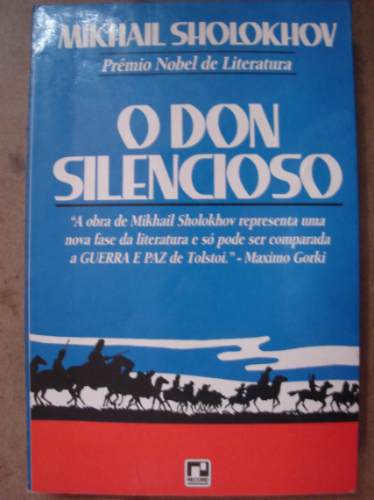 MIKHAIL SHOLOKHOV
Prêmio Nobel de Literatura
O DON
SILENCIOSO
"A obra de Mikhail Sholokhov representa uma
nova fase da literatura e só pode ser comparada
a GUERRA E PAZ de Tolstoi." - Maximo Gorki
RECORD